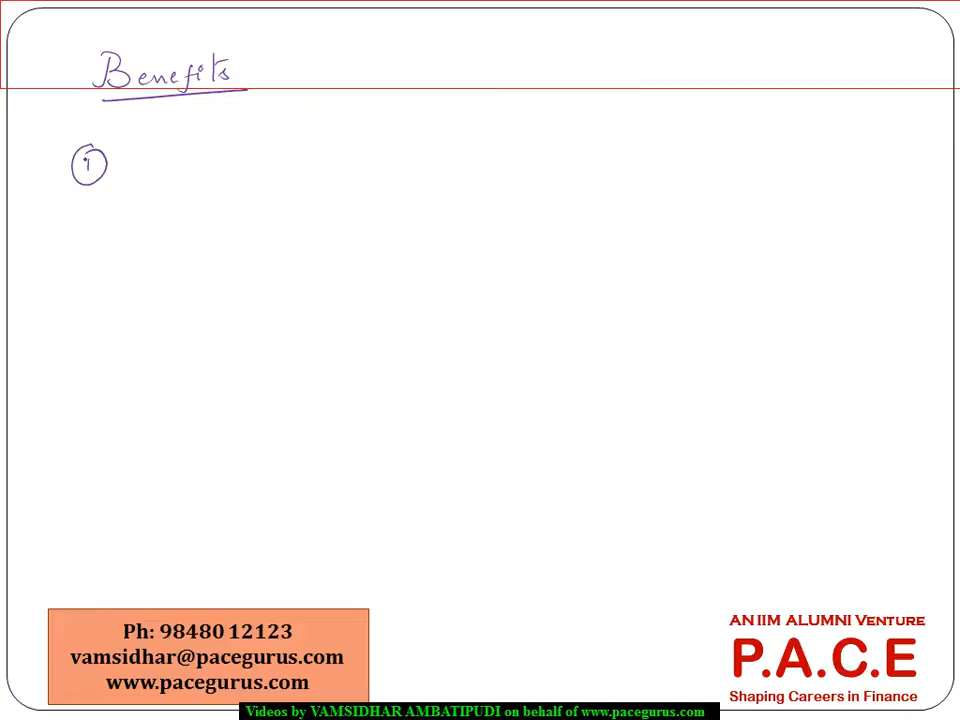 Benefits
i
Ph: 98480 12123
vamsidhar@pacegurus.com
www.pacegurus.com
AN IIM ALUMNI VENTURE
P.A.C.E
Shaping Careers in Finance
Videos by VAMSIDHAR AMBATIPUDI on behalf of www.pacegurus.com